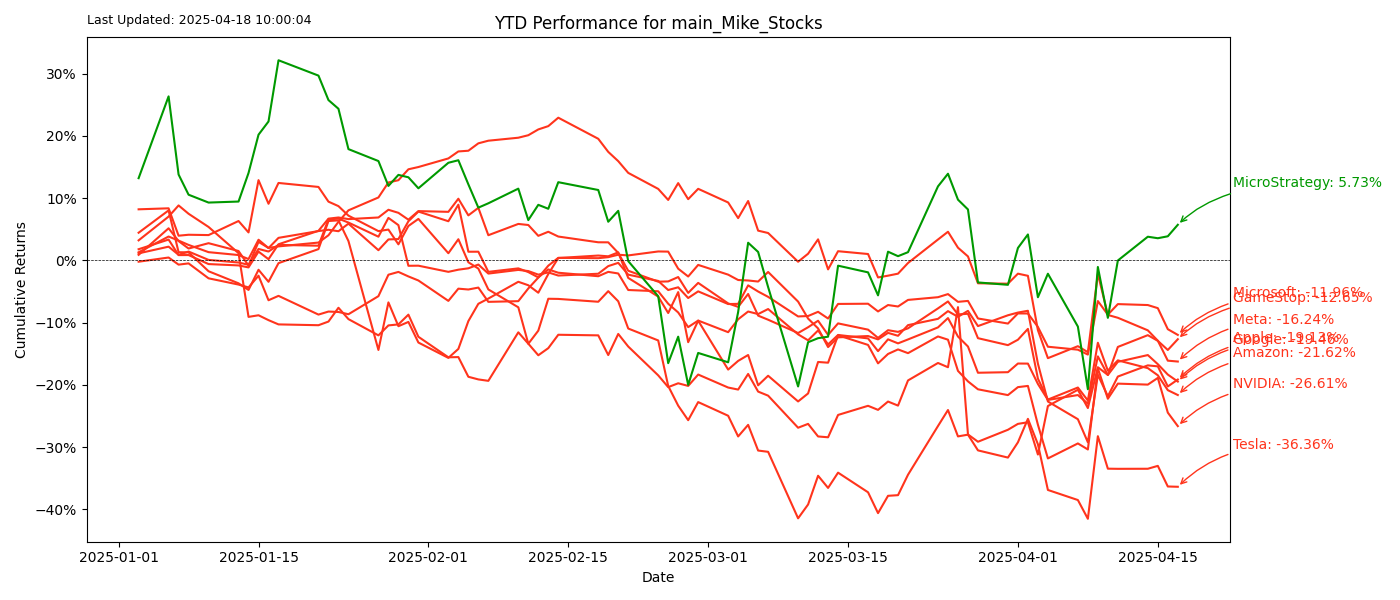 Last Updated: 2025-04-18 10:00:04
YTD Performance for main_Mike_Stocks
Cumulative Returns
30%
20%
10%
0%
−10%
−20%
−30%
−40%
MicroStrategy: 5.73%
Microsoft: -11.96%
GameStop: -12.65%
Meta: -16.24%
Apple:
Google:
Amazon: -21.62%
NVIDIA: -26.61%
Tesla: -36.36%
2025-01-01
2025-01-15
2025-02-01
2025-02-15
2025-03-01
2025-03-15
2025-04-01
2025-04-15
Date